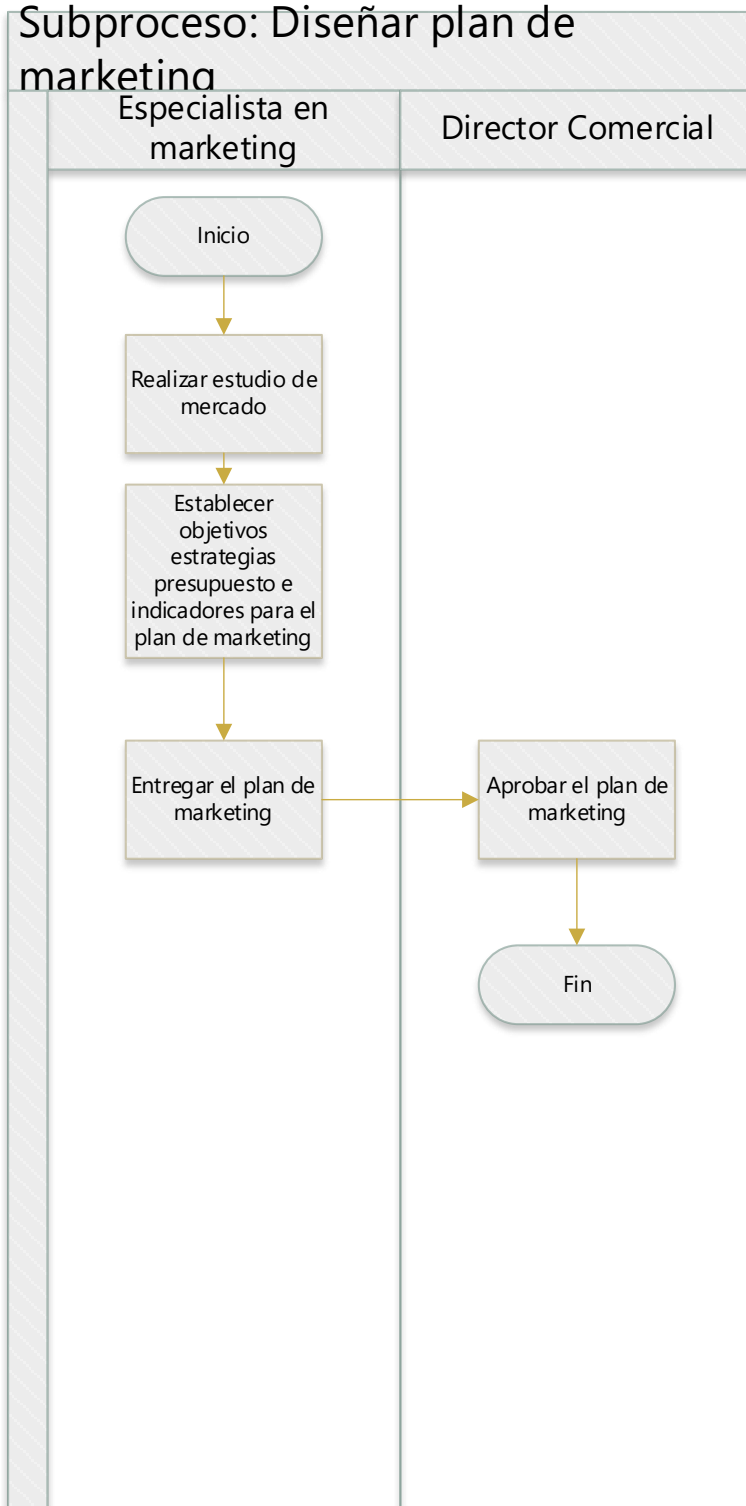 Subproceso: Diseñar plan de
marketing
Especialista en
marketing
Director Comercial
Inicio
Realizar estudio de
mercado
Establecer
objetivos
estrategias
presupuesto e
indicadores para el
plan de marketing
Entregar el plan de
marketing
Aprobar el plan de
marketing
Fin